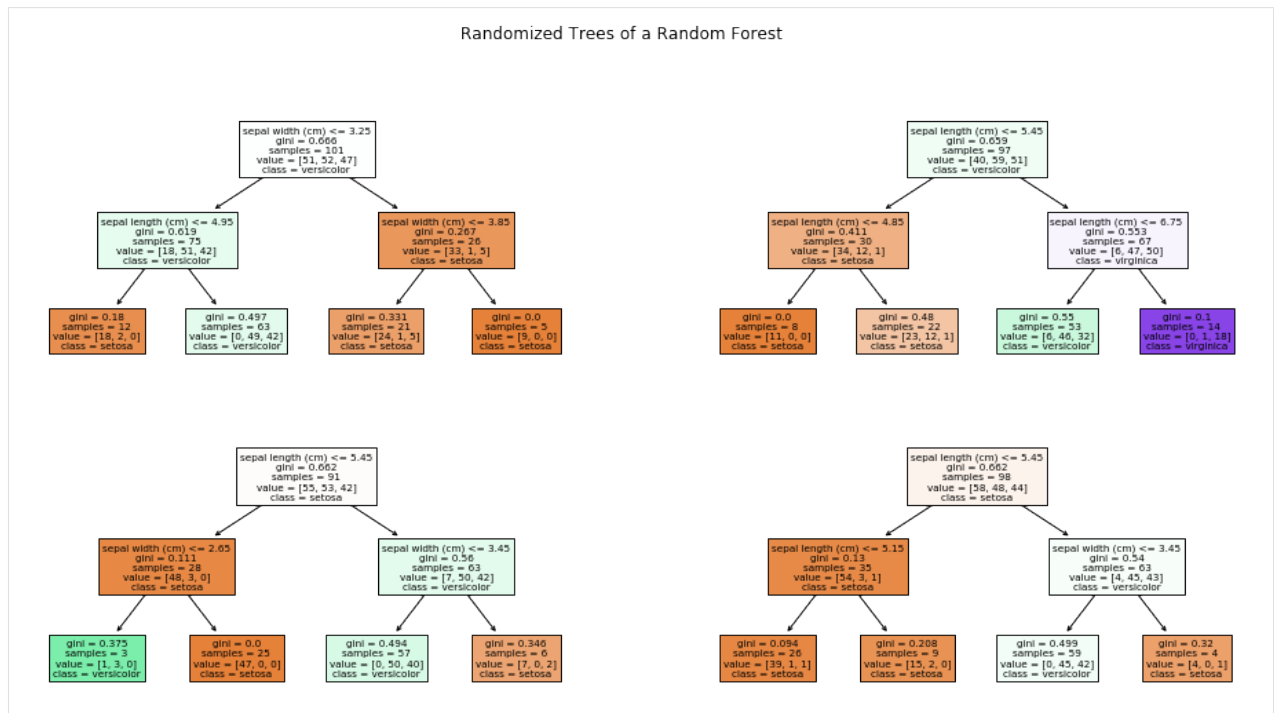 Randomized Trees of a Random Forest
sepal width (cm) <= 3.25
gini = 0.666
samples = 101
value = [51, 52, 47]
class = versicolor
sepal length (cm) <= 4.95
gini = 0.619
samples = 75
value = [18, 51, 42]
class = versicolor
sepal width (cm) <= 3.85
gini = 0.267
samples = 26
value = [33, 1, 5]
class = setosa
gini = 0.18
samples = 12
value = [18, 2, 0]
class = setosa
gini = 0.497
samples = 63
value = [0, 49, 42]
class = versicolor
gini = 0.331
samples = 21
value = [24, 1, 5]
class = setosa
gini = 0.0
samples = 5
value = [9, 0, 0]
class = setosa
sepal length (cm) <= 5.45
gini = 0.659
samples = 97
value = [40, 59, 51]
class = versicolor
sepal length (cm) <= 4.85
gini = 0.411
samples = 30
value = [34, 12, 1]
class = setosa
sepal length (cm) <= 6.75
gini = 0.553
samples = 67
value = [6, 47, 50]
class = virginica
gini = 0.0
samples = 8
value = [11, 0, 0]
class = setosa
gini = 0.48
samples = 22
value = [23, 12, 1]
class = setosa
gini = 0.55
samples = 53
value = [6, 46, 32]
class = versicolor
gini = 0.1
samples = 14
value = [0, 1, 18]
class = virginica
sepal length (cm) <= 5.45
gini = 0.662
samples = 91
value = [55, 53, 42]
class = setosa
sepal width (cm) <= 2.65
gini = 0.111
samples = 28
value = [48, 3, 0]
class = setosa
sepal width (cm) <= 3.45
gini = 0.56
samples = 63
value = [7, 50, 42]
class = versicolor
gini = 0.375
samples = 3
value = [1, 3, 0]
class = versicolor
gini = 0.0
samples = 25
value = [47, 0, 0]
class = setosa
gini = 0.494
samples = 57
value = [0, 50, 40]
class = versicolor
gini = 0.346
samples = 6
value = [7, 0, 2]
class = setosa
sepal length (cm) <= 5.45
gini = 0.662
samples = 98
value = [58, 48, 44]
class = setosa
sepal length (cm) <= 5.15
gini = 0.13
samples = 35
value = [54, 3, 1]
class = setosa
sepal width (cm) <= 3.45
gini = 0.54
samples = 63
value = [4, 45, 43]
class = versicolor
gini = 0.094
samples = 26
value = [39, 1, 1]
class = setosa
gini = 0.208
samples = 9
value = [15, 2, 0]
class = setosa
gini = 0.499
samples = 59
value = [0, 45, 42]
class = versicolor
gini = 0.32
samples = 4
value = [4, 0, 1]
class = setosa